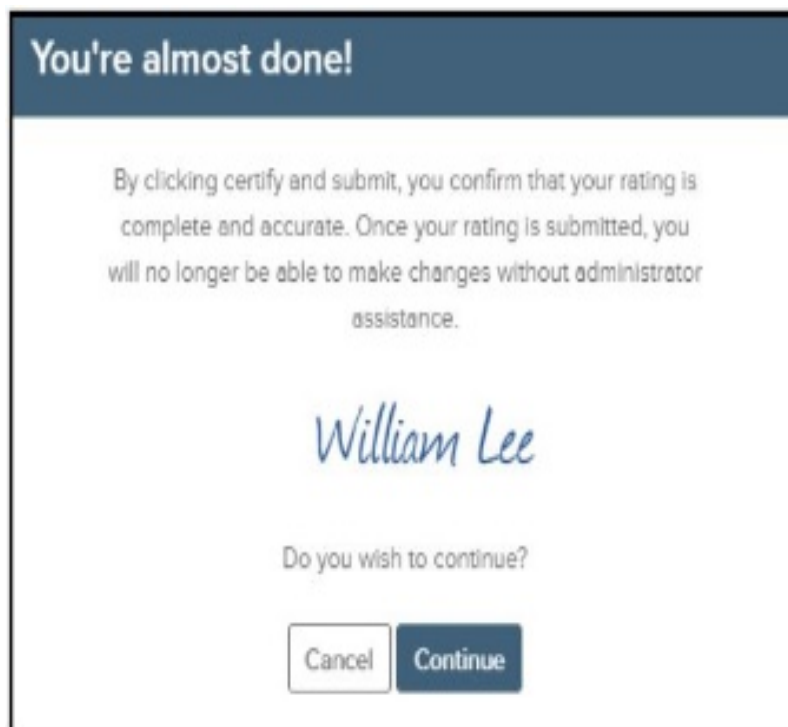 You're almost done!
By clicking certify and submit, you confirm that your rating is
complete and accurate. Once your rating is submitted, you
will no longer be able to make changes without administrator
assistance.
William Lee
Do you wish to continue?
Cancel
Continue